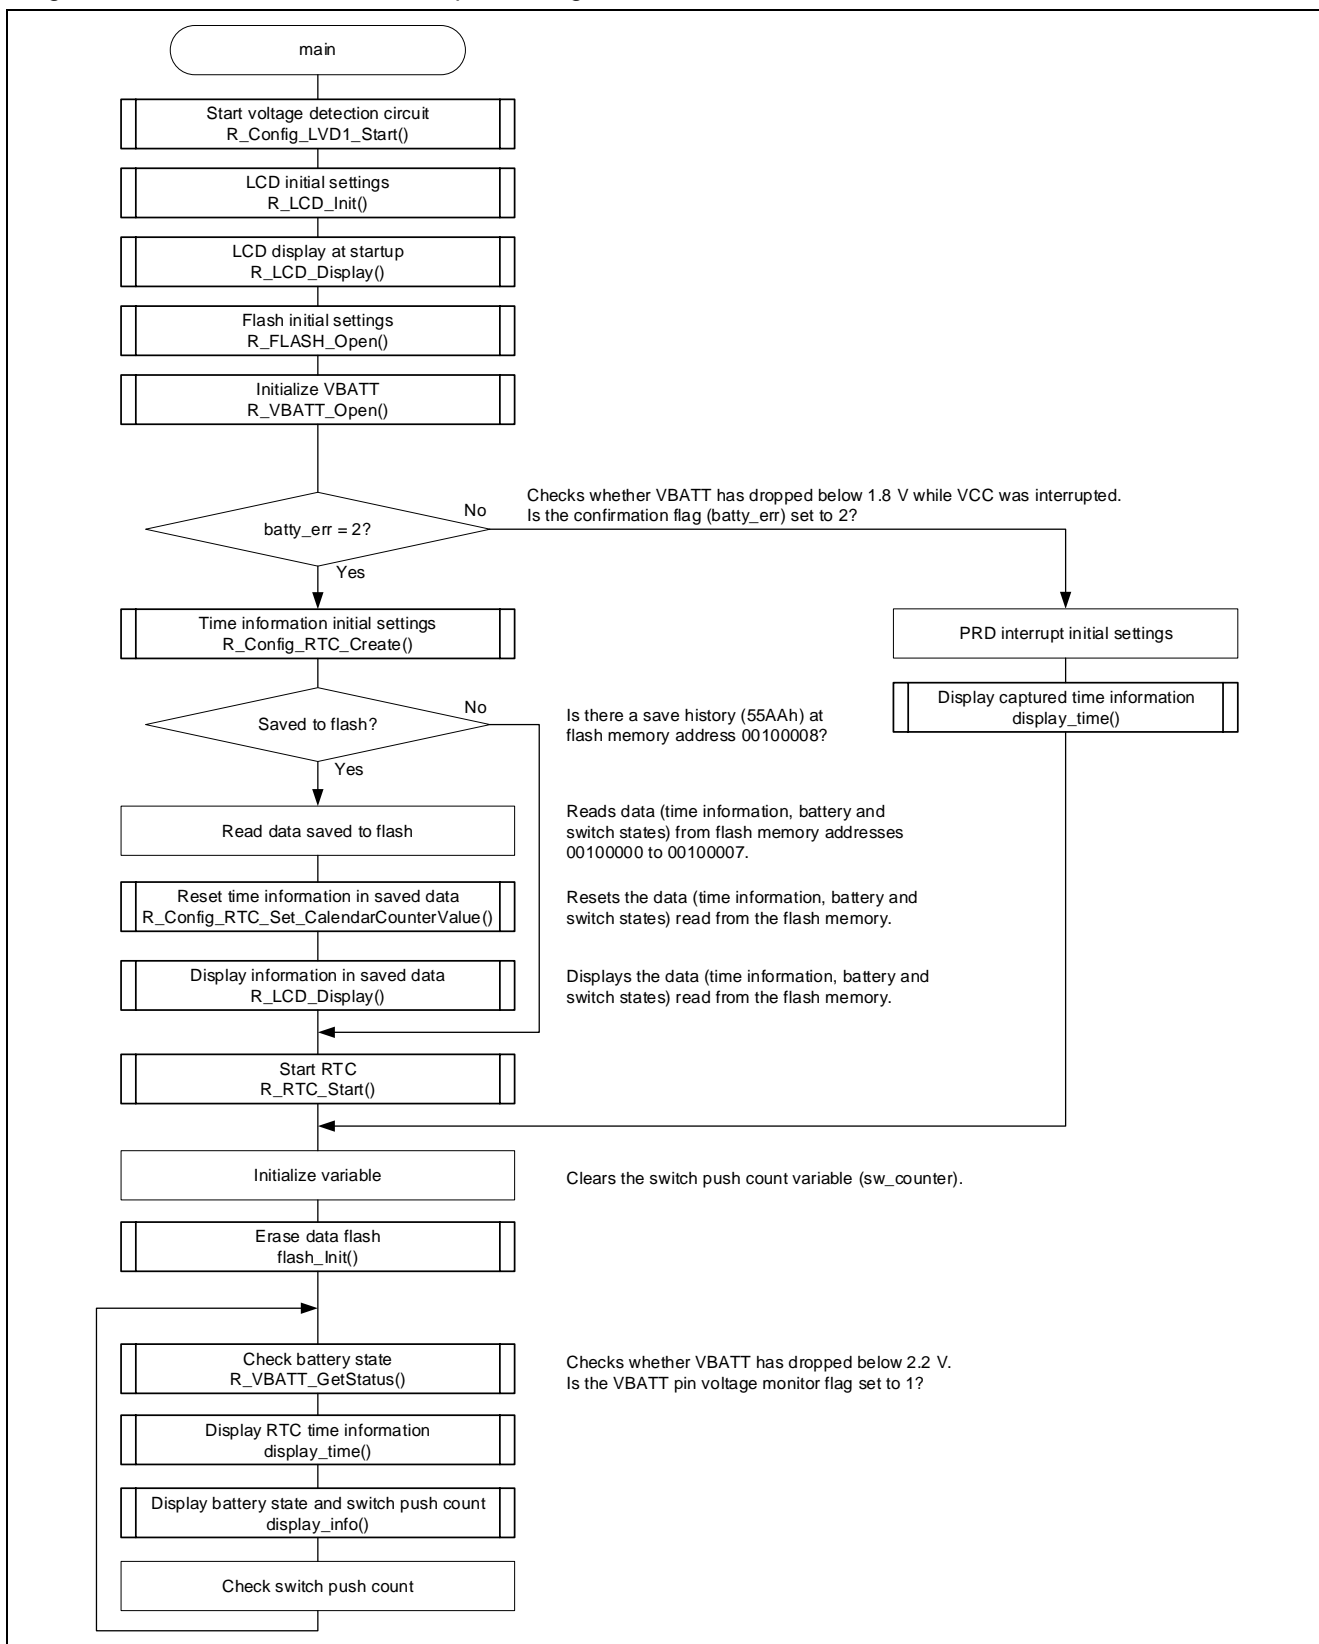 main
Start voltage detection circuit
R_Config_LVD1_Start()
LCD initial settings
R_LCD_Init()
LCD display at startup
R_LCD_Display()
Flash initial settings
R_FLASH_Open()
Initialize VBATT
R_VBATT_Open()
batty_err = 2?
No
Checks whether VBATT has dropped below 1.8 V while VCC was interrupted.
Is the confirmation flag (batty_err) set to 2?
Yes
Time information initial settings
R_Config_RTC_Create()
PRD interrupt initial settings
Display captured time information
display_time()
Saved to flash?
No
Is there a save history (55AAh) at
flash memory address 00100008?
Yes
Read data saved to flash
Reads data (time information, battery and
switch states) from flash memory addresses
00100000 to 00100007.
Reset time information in saved data
R_Config_RTC_Set_CalendarCounterValue()
Resets the data (time information, battery and
switch states) read from the flash memory.
Display information in saved data
R_LCD_Display()
Displays the data (time information, battery and
switch states) read from the flash memory.
Start RTC
R_RTC_Start()
Initialize variable
Clears the switch push count variable (sw_counter).
Erase data flash
flash_Init()
Check battery state
R_VBATT_GetStatus()
Checks whether VBATT has dropped below 2.2 V.
Is the VBATT pin voltage monitor flag set to 1?
Display RTC time information
display_time()
Display battery state and switch push count
display_info()
Check switch push count